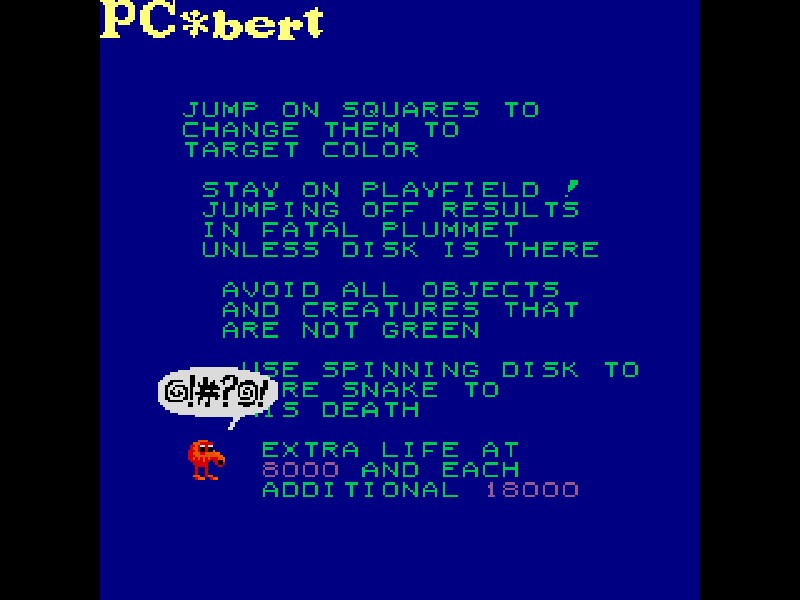 PC*bert
JUMP ON SQUARES TO
CHANGE THEM TO
TARGET COLOR
STAY ON PLAYFIELD !
JUMPING OFF RESULTS
IN FATAL PLUMMET
UNLESS DISK IS THERE
AVOID ALL OBJECTS
AND CREATURES THAT
ARE NOT GREEN
USE SPINNING DISK TO
@!#?@!
RE SNAKE TO
IS DEATH
EXTRA LIFE AT
8000 AND EACH
ADDITIONAL 18000